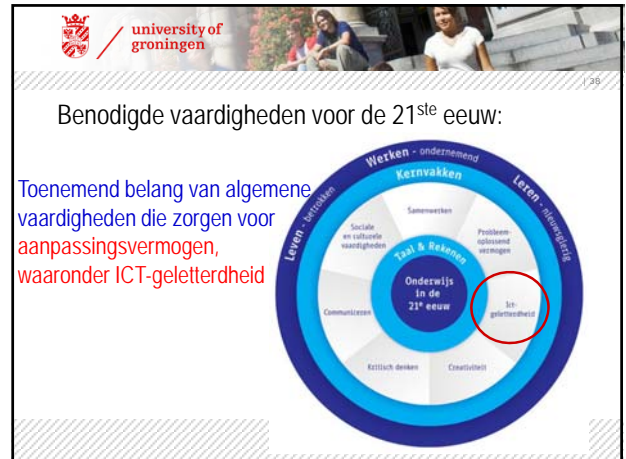 university of
groningen
| 38
Benodigde vaardigheden voor de 21ste eeuw:
Toenemend belang van algemene
vaardigheden die zorgen voor
aanpassingsvermogen,
waaronder ICT-geletterdheid
Werken - ondernemend
Leven - betrokken
Leren - nieuwsgierig
Kernvakken
Samenwerken
Sociale
en culturele
vaardigheden
Probleem-
oplossend
vermogen
Taal & Rekenen
Onderwijs
in de
21e eeuw
Communiceren
Ict-
geletterdheid
Kritisch denken
Creativiteit